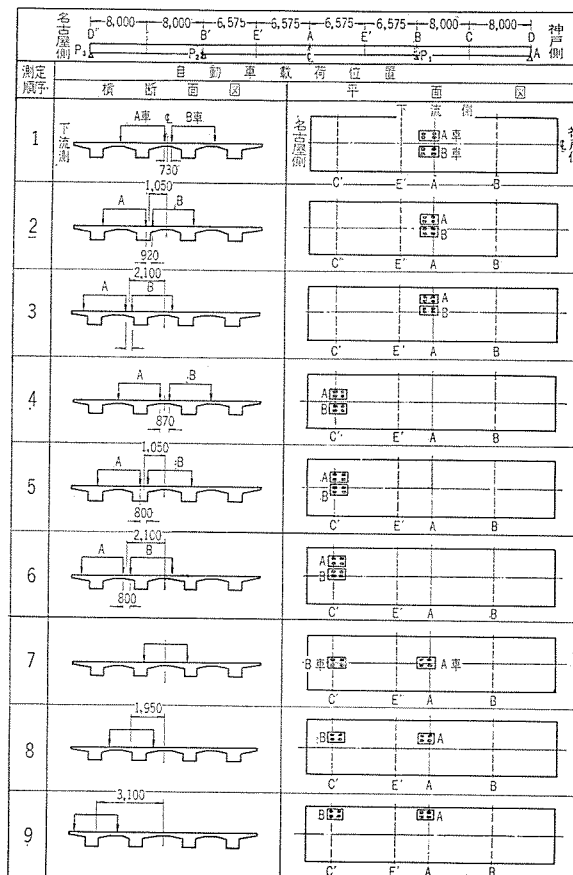 名古屋側 8,000 8,000 6,575 6,575 6,575 6,575 8,000 8,000 神戸側
D' B' E' A E B C D
P₃ P₂ ℄ P₁ A
測定順序 自動車載荷位置
横断面図 平面図
1 下流測 A車 ℄ B車 730
下流側
名古屋側 A車 B車
C' E' A B
2 1,050 A B 920
A B
C' E' A B
3 2,100 A B
A B
C' E' A B
4 A B 870
A B
C' E' A B
5 1,050 A B 800
A B
C' E' A B
6 2,100 A B 800
A B
C' E' A B
7
B車 A車
C' E' A B
8 1,950
B A
C' E' A B
9 3,100
B A
C' E' A B